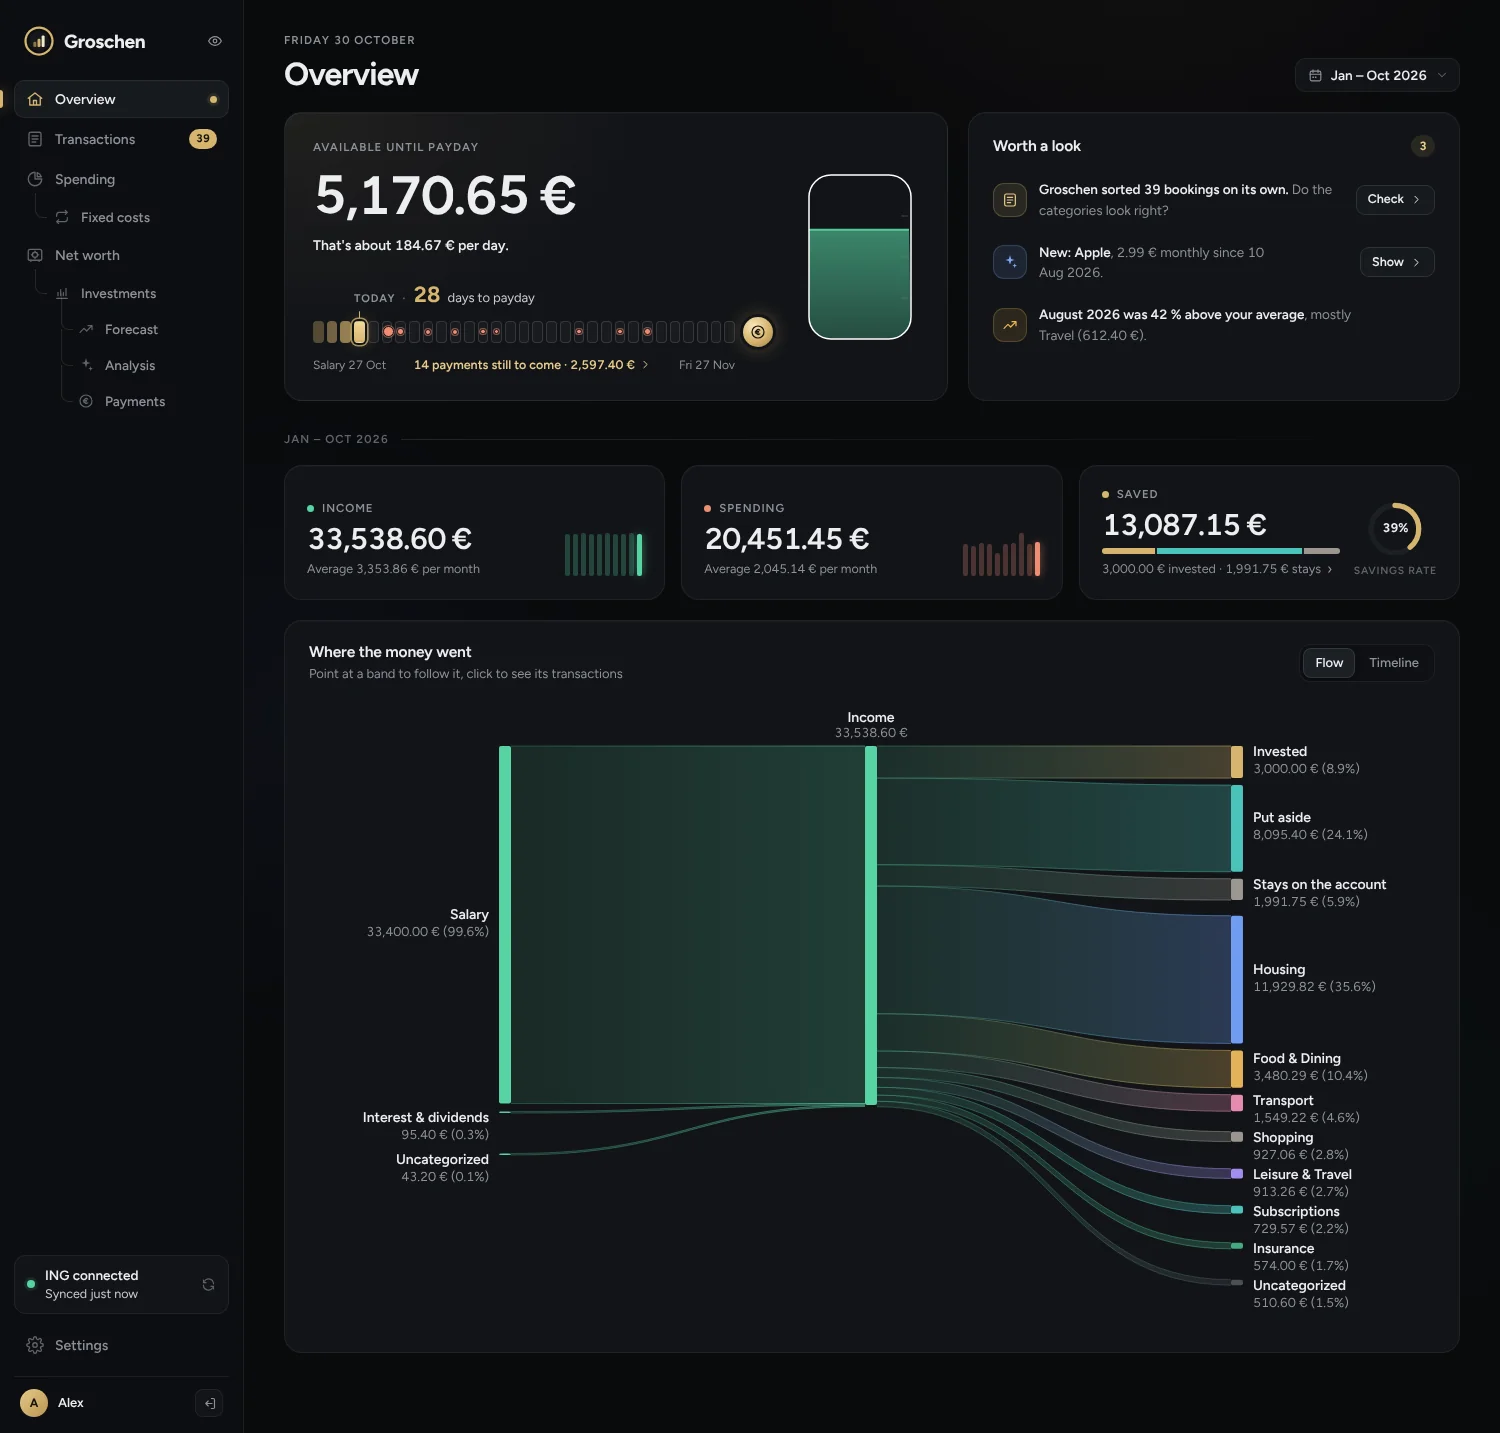 Groschen
Overview
Transactions
39
Spending
Fixed costs
Net worth
Investments
Forecast
Analysis
Payments
ING connected
Synced just now
Settings
A
Alex
FRIDAY 30 OCTOBER
Overview
Jan – Oct 2026
AVAILABLE UNTIL PAYDAY
5,170.65 €
That's about 184.67 € per day.
TODAY · 28 days to payday
€
Salary 27 Oct
14 payments still to come · 2,597.40 €
Fri 27 Nov
Worth a look
3
Groschen sorted 39 bookings on its own. Do the
categories look right?
Check
New: Apple, 2.99 € monthly since 10
Aug 2026.
Show
August 2026 was 42 % above your average, mostly
Travel (612.40 €).
JAN – OCT 2026
INCOME
33,538.60 €
Average 3,353.86 € per month
SPENDING
20,451.45 €
Average 2,045.14 € per month
SAVED
13,087.15 €
3,000.00 € invested · 1,991.75 € stays
39%
SAVINGS RATE
Where the money went
Point at a band to follow it, click to see its transactions
Flow
Timeline
Income
33,538.60 €
Salary
33,400.00 € (99.6%)
Interest & dividends
95.40 € (0.3%)
Uncategorized
43.20 € (0.1%)
Invested
3,000.00 € (8.9%)
Put aside
8,095.40 € (24.1%)
Stays on the account
1,991.75 € (5.9%)
Housing
11,929.82 € (35.6%)
Food & Dining
3,480.29 € (10.4%)
Transport
1,549.22 € (4.6%)
Shopping
927.06 € (2.8%)
Leisure & Travel
913.26 € (2.7%)
Subscriptions
729.57 € (2.2%)
Insurance
574.00 € (1.7%)
Uncategorized
510.60 € (1.5%)